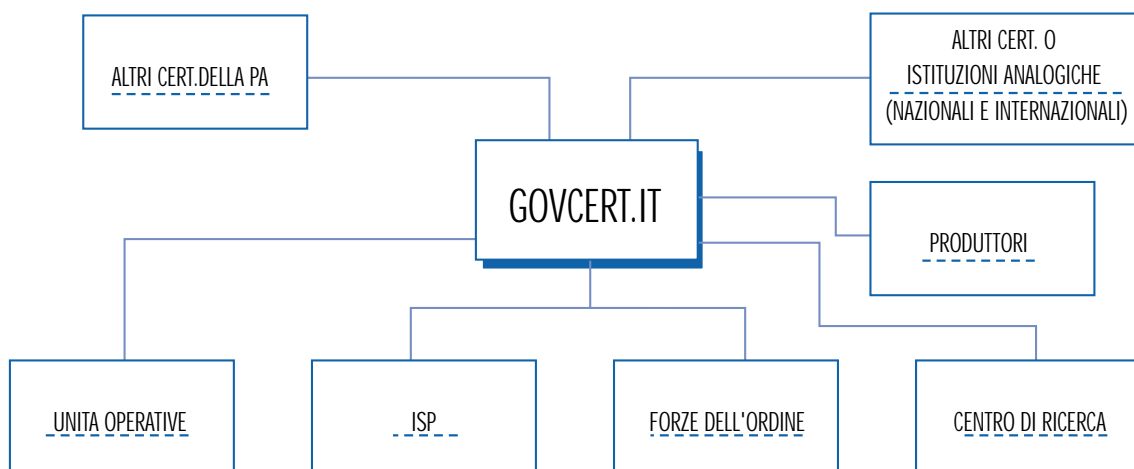 ALTRI CERT.DELLA PA
ALTRI CERT. O
ISTITUZIONI ANALOGICHE
(NAZIONALI E INTERNAZIONALI)
GOVCERT.IT
PRODUTTORI
UNITA OPERATIVE
ISP
FORZE DELL'ORDINE
CENTRO DI RICERCA